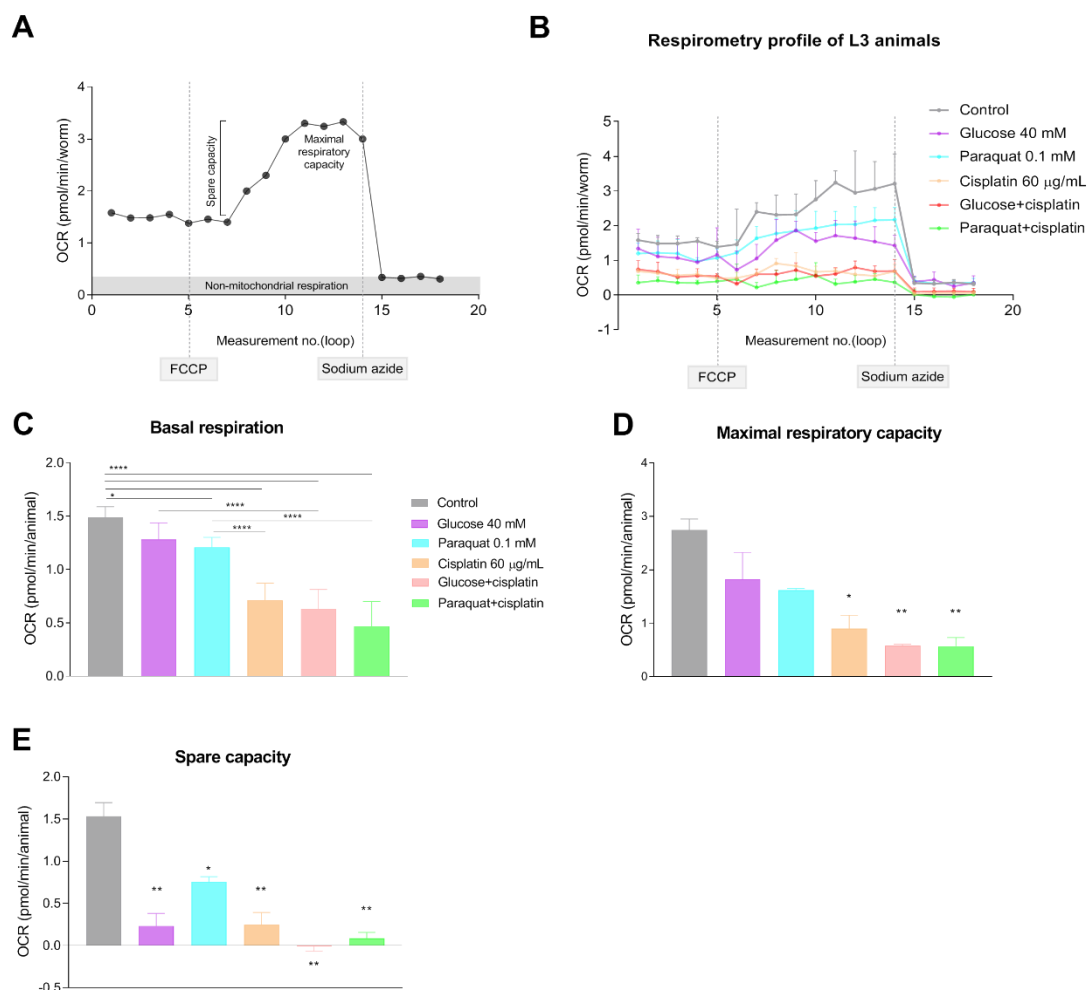 A
OCR (pmol/min/worm)
4
3
2
1
0
Spare capacity
Maximal
respiratory
capacity
Non-mitochondrial respiration
0 5 10 15 20
Measurement no.(loop)
FCCP
Sodium azide
B
Respirometry profile of L3 animals
OCR (pmol/min/worm)
5
4
3
2
1
0
-1
0 5 10 15 20
Measurement no.(loop)
FCCP
Sodium azide
Control
Glucose 40 mM
Paraquat 0.1 mM
Cisplatin 60 μg/mL
Glucose+cisplatin
Paraquat+cisplatin
C
Basal respiration
OCR (pmol/min/animal)
2.0
1.5
1.0
0.5
0.0
****
*
****
****
****
Control
Glucose 40 mM
Paraquat 0.1 mM
Cisplatin 60 μg/mL
Glucose+cisplatin
Paraquat+cisplatin
D
Maximal respiratory capacity
OCR (pmol/min/animal)
4
3
2
1
0
* ** **
E
Spare capacity
OCR (pmol/min/animal)
2.0
1.5
1.0
0.5
0.0
-0.5
** * ** ** **